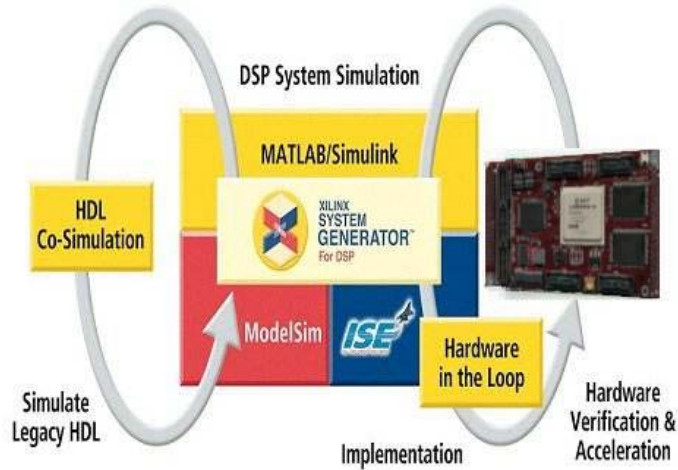 DSP System Simulation
MATLAB/Simulink
HDL
Co-Simulation
XILINX
SYSTEM
GENERATOR™
For DSP
ModelSim
ISE
Hardware
in the Loop
Simulate
Legacy HDL
Implementation
Hardware
Verification &
Acceleration